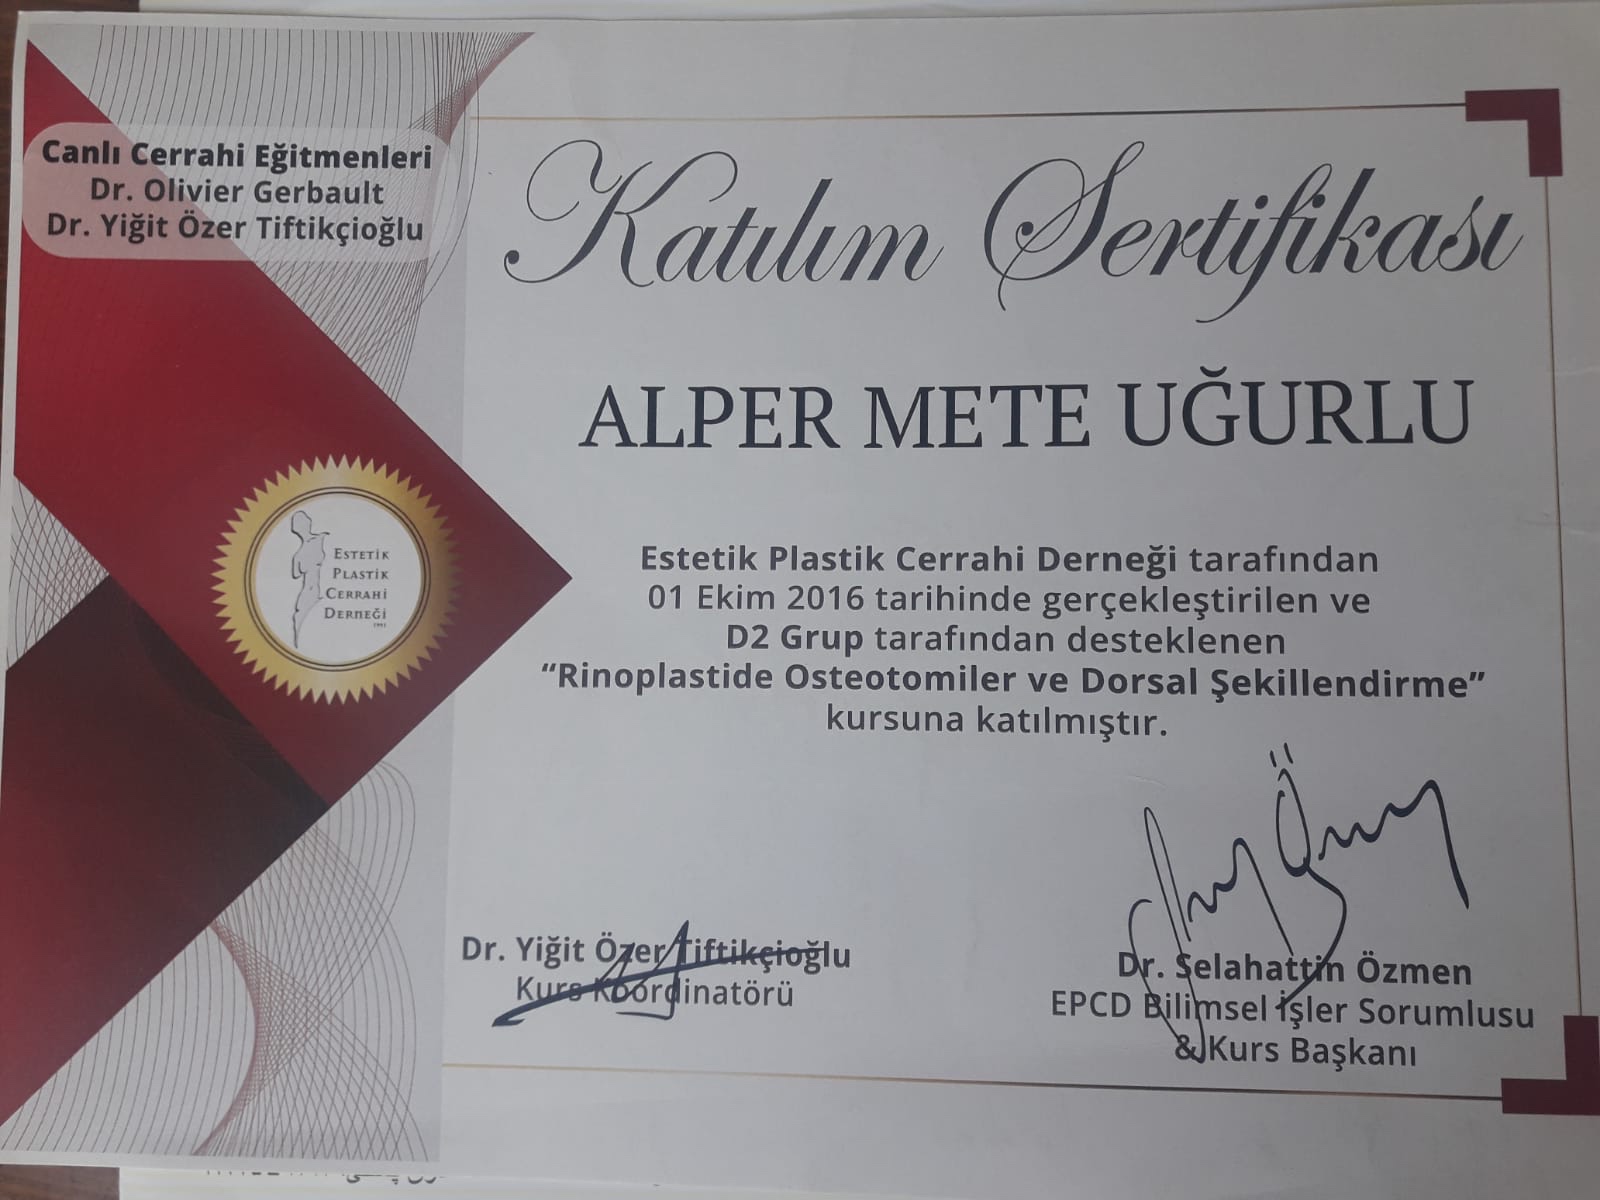 Canlı Cerrahi Eğitmenleri
Dr. Olivier Gerbault
Dr. Yiğit Özer Tiftikçioğlu
Katılım Sertifikası
ALPER METE UĞURLU
ESTETİK
PLASTİK
CERRAHİ
DERNEĞİ
1991
Estetik Plastik Cerrahi Derneği tarafından
01 Ekim 2016 tarihinde gerçekleştirilen ve
D2 Grup tarafından desteklenen
“Rinoplastide Osteotomiler ve Dorsal Şekillendirme”
kursuna katılmıştır.
Dr. Yiğit Özer Tiftikçioğlu
Kurs Koordinatörü
Dr. Selahattin Özmen
EPCD Bilimsel İşler Sorumlusu
& Kurs Başkanı